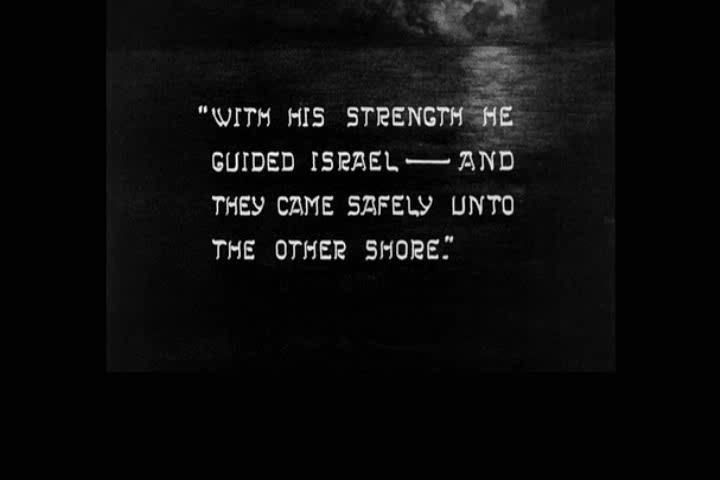 "WITH HIS STRENGTH HE
GUIDED ISRAEL — AND
THEY CAME SAFELY UNTO
THE OTHER SHORE."